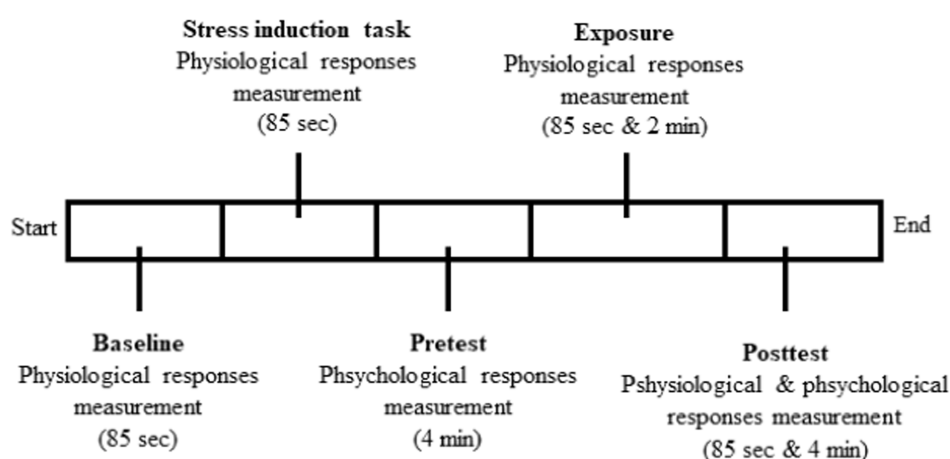 Stress induction task
Physiological responses
measurement
(85 sec)
Exposure
Physiological responses
measurement
(85 sec & 2 min)
Start
End
Baseline
Physiological responses
measurement
(85 sec)
Pretest
Phsychological responses
measurement
(4 min)
Posttest
Pshysiological & phsychological
responses measurement
(85 sec & 4 min)